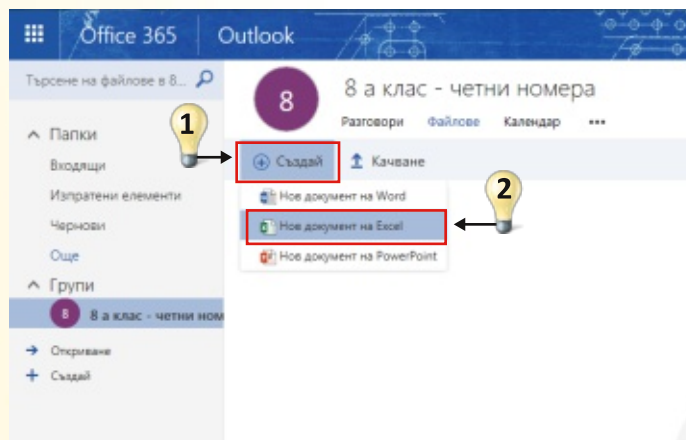 Office 365 Outlook
Търсене на файлове в 8...
8
8 а клас - четни номера
Разговори Файлове Календар •••
1
Създай Качване
Папки
Входящи
Изпратени елементи
Чернови
Още
Нов документ на Word
Нов документ на Excel
Нов документ на PowerPoint
2
Групи
8 8 а клас - четни ном
Откриване
Създай